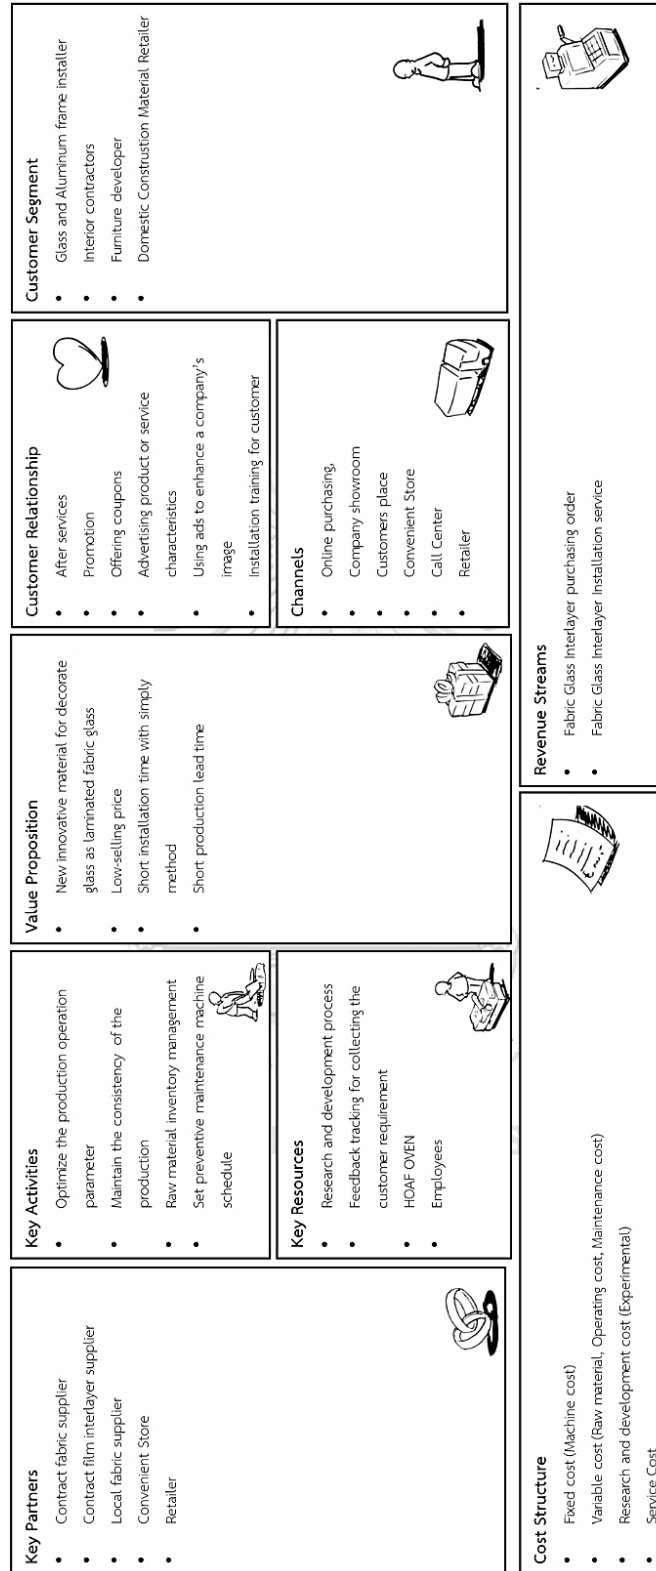 Key Partners
• Contract fabric supplier
• Contract film interlayer supplier
• Local fabric supplier
• Convenient Store
• Retailer
Key Activities
• Optimize the production operation
parameter
• Maintain the consistency of the
production
• Raw material inventory management
• Set preventive maintenance machine
schedule
Key Resources
• Research and development process
• Feedback tracking for collecting the
customer requirement
• HOAF OVEN
• Employees
Value Proposition
• New innovative material for decorate
glass as laminated fabric glass
• Low-selling price
• Short installation time with simply
method
• Short production lead time
Customer Relationship
• After services
• Promotion
• Offering coupons
• Advertising product or service
characteristics
• Using ads to enhance a company's
image
• Installation training for customer
Channels
• Online purchasing,
• Company showroom
• Customers place
• Convenient Store
• Call Center
• Retailer
Customer Segment
• Glass and Aluminum frame installer
• Interior contractors
• Furniture developer
• Domestic Construstion Material Retailer
Cost Structure
• Fixed cost (Machine cost)
• Variable cost (Raw material, Operating cost, Maintenance cost)
• Research and development cost (Experimental)
• Service Cost
Revenue Streams
• Fabric Glass Interlayer purchasing order
• Fabric Glass Interlayer Installation service